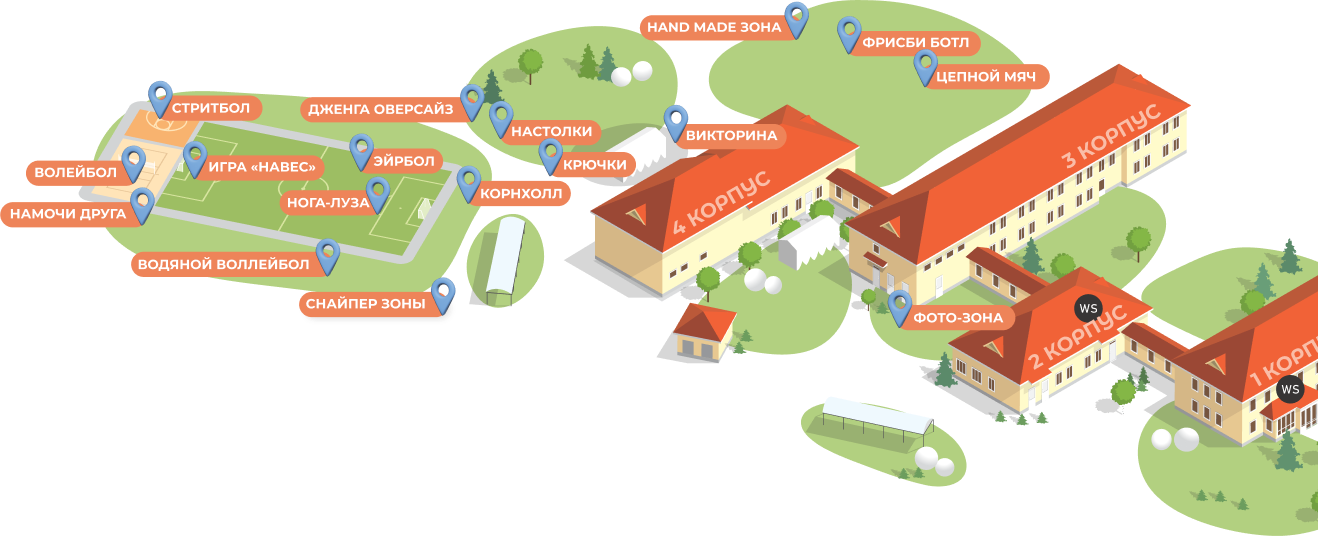 HAND MADE ЗОНА
ФРИСБИ БОТЛ
ЦЕПНОЙ МЯЧ
СТРИТБОЛ
ДЖЕНГА ОВЕРСАЙЗ
НАСТОЛКИ
ВИКТОРИНА
3 КОРПУС
ВОЛЕЙБОЛ
ИГРА «НАВЕС»
ЭЙРБОЛ
КРЮЧКИ
НАМОЧИ ДРУГА
НОГА-ЛУЗА
КОРНХОЛЛ
4 КОРПУС
ВОДЯНОЙ ВОЛЛЕЙБОЛ
СНАЙПЕР ЗОНЫ
ФОТО-ЗОНА
WS
2 КОРПУС
1 КОРП
WS